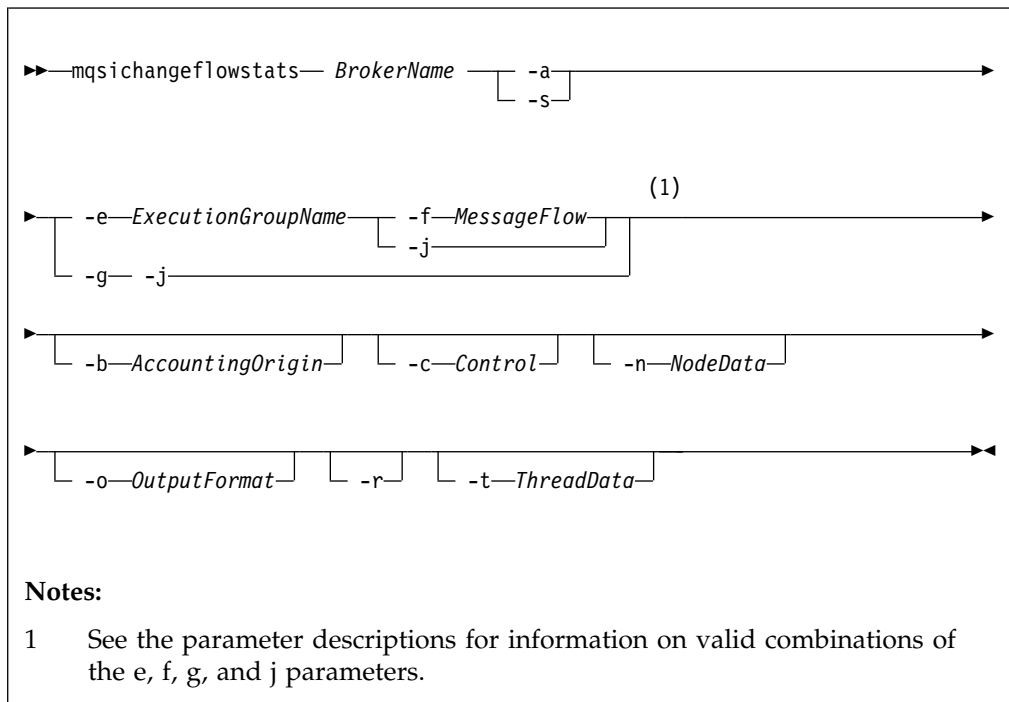 mqsichangeflowstats BrokerName -a
-s
(1)
-e ExecutionGroupName -f MessageFlow
-j
-g -j
-b AccountingOrigin -c Control -n NodeData
-o OutputFormat -r -t ThreadData
Notes:
1 See the parameter descriptions for information on valid combinations of
the e, f, g, and j parameters.